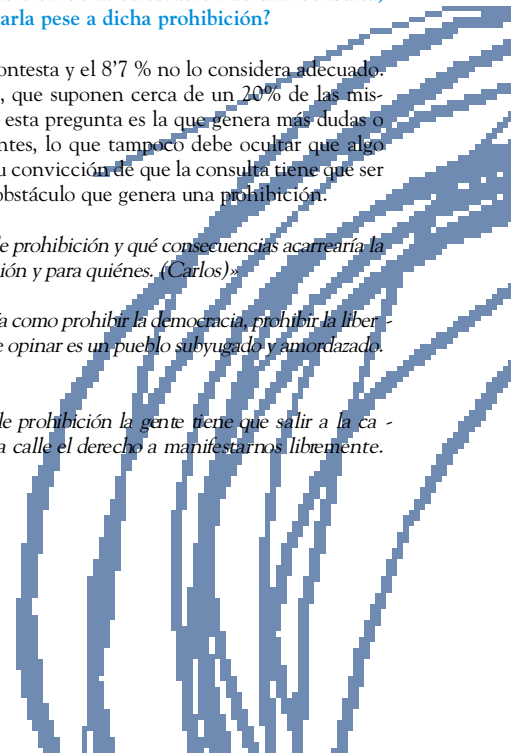 arla pese a dicha prohibición?
ontesta y el 8'7 % no lo considera adecuado.
, que suponen cerca de un 20% de las mis-
esta pregunta es la que genera más dudas o
ntes, lo que tampoco debe ocultar que algo
u convicción de que la consulta tiene que ser
obstáculo que genera una prohibición.
e prohibición y qué consecuencias acarrearía la
ión y para quiénes. (Carlos)»
a como prohibir la democracia, prohibir la liber -
e opinar es un pueblo subyugado y amordazado.
le prohibición la gente tiene que salir a la ca -
a calle el derecho a manifestarnos libremente.